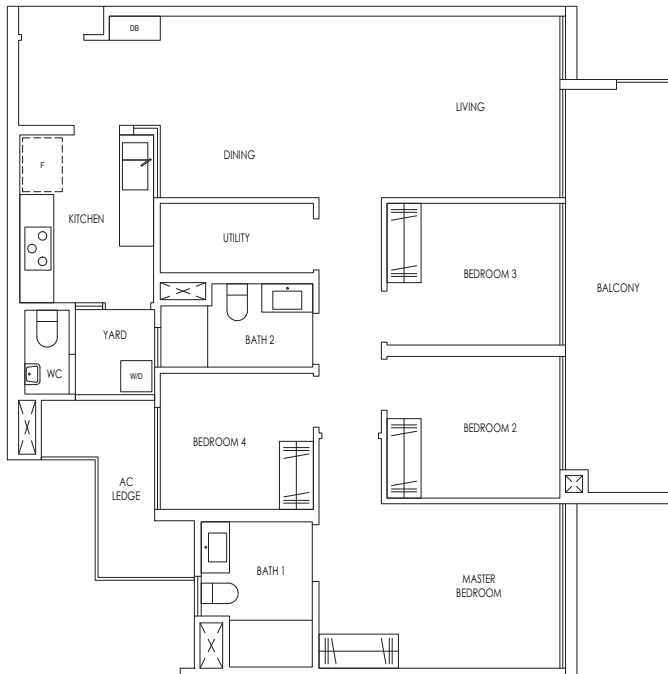 DB
LIVING
DINING
F
KITCHEN
UTILITY
BEDROOM 3
BALCONY
YARD
BATH 2
WC
W/D
BEDROOM 4
BEDROOM 2
AC
LEDGE
BATH 1
MASTER
BEDROOM